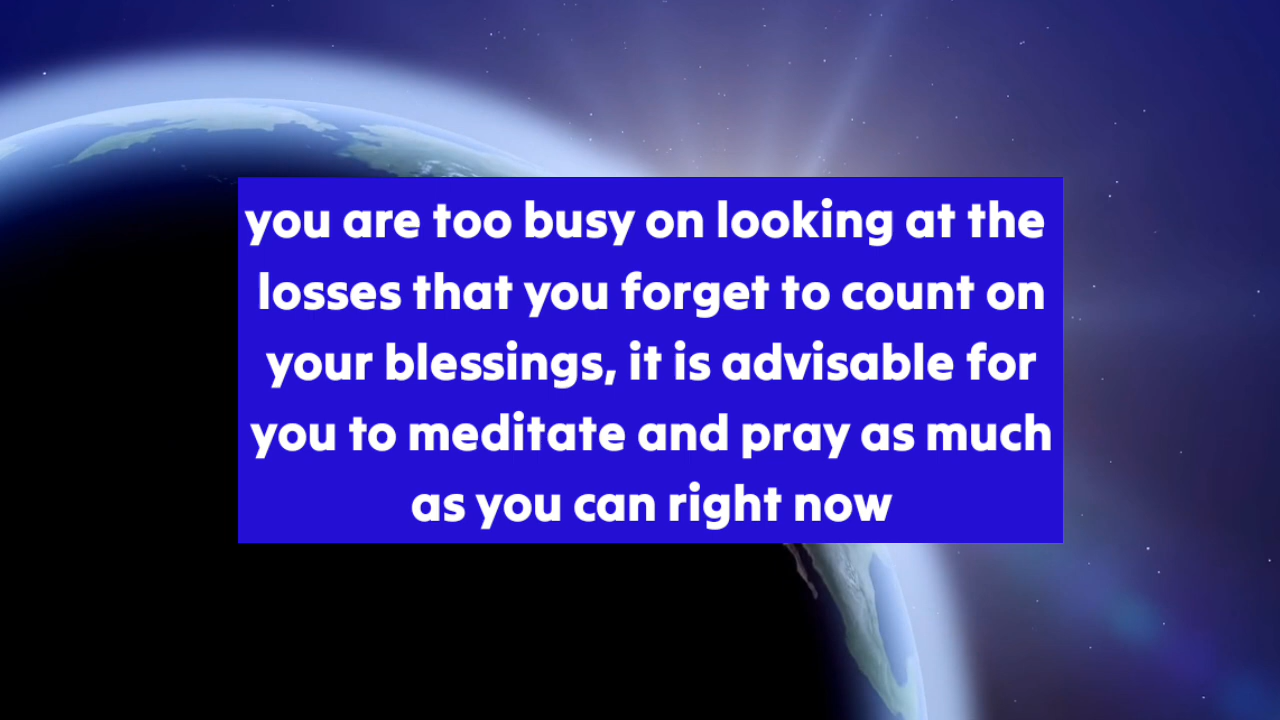 you are too busy on looking at the
losses that you forget to count on
your blessings, it is advisable for
you to meditate and pray as much
as you can right now